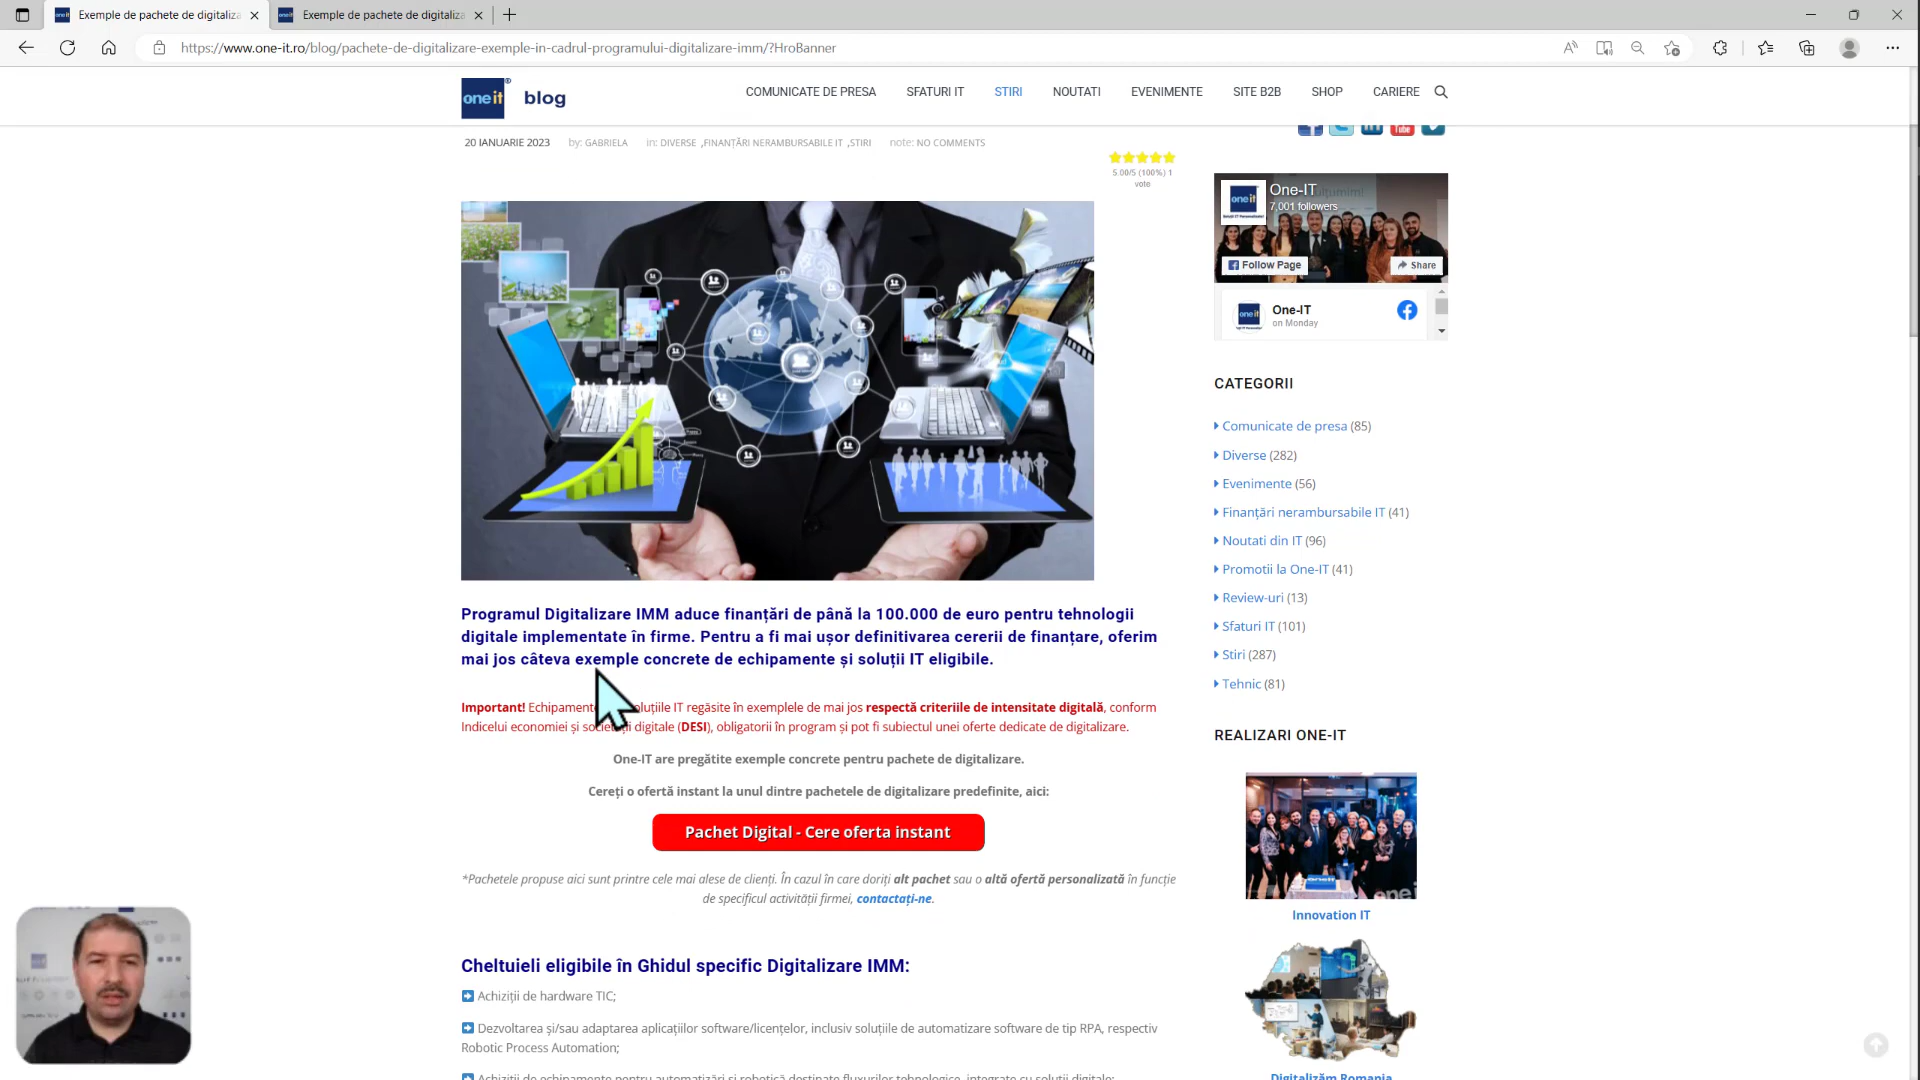 Exemple de pachete de digitaliza
Exemple de pachete de digitaliza
https://www.one-it.ro/blog/pachete-de-digitalizare-exemple-in-cadrul-programului-digitalizare-imm/?HroBanner
one it blog
COMUNICATE DE PRESA SFATURI IT STIRI NOUTATI EVENIMENTE SITE B2B SHOP CARIERE
20 IANUARIE 2023 by: GABRIELA in: DIVERSE ,FINANȚĂRI NERAMBURSABILE IT ,STIRI note: NO COMMENTS
5.00/5 (100%) 1
vote
One-IT
7,001 followers
Follow Page
Share
One-IT
on Monday
CATEGORII
Comunicate de presa (85)
Diverse (282)
Evenimente (56)
Finanțări nerambursabile IT (41)
Noutati din IT (96)
Promotii la One-IT (41)
Review-uri (13)
Sfaturi IT (101)
Stiri (287)
Tehnic (81)
Programul Digitalizare IMM aduce finanțări de până la 100.000 de euro pentru tehnologii
digitale implementate în firme. Pentru a fi mai ușor definitivarea cererii de finanțare, oferim
mai jos câteva exemple concrete de echipamente și soluții IT eligibile.
Important! Echipamente IT regăsite în exemplele de mai jos respectă criteriile de intensitate digitală, conform
Indicelui economiei și digitale (DESI), obligatorii în program și pot fi subiectul unei oferte dedicate de digitalizare.
One-IT are pregătite exemple concrete pentru pachete de digitalizare.
Cereți o ofertă instant la unul dintre pachetele de digitalizare predefinite, aici:
Pachet Digital - Cere oferta instant
*Pachetele propuse aici sunt printre cele mai alese de clienți. În cazul în care doriți alt pachet sau o altă ofertă personalizată în funcție
de specificul activității firmei, contactați-ne.
Cheltuieli eligibile în Ghidul specific Digitalizare IMM:
Achiziții de hardware TIC;
Dezvoltarea și/sau adaptarea aplicațiilor software/licențelor, inclusiv soluțiile de automatizare software de tip RPA, respectiv
Robotic Process Automation;
Achiziții de echipamente pentru automatizări și robotică destinate fluxurilor tehnologice, integrate cu soluții digitale;
REALIZARI ONE-IT
Innovation IT
Digitalizăm Romania